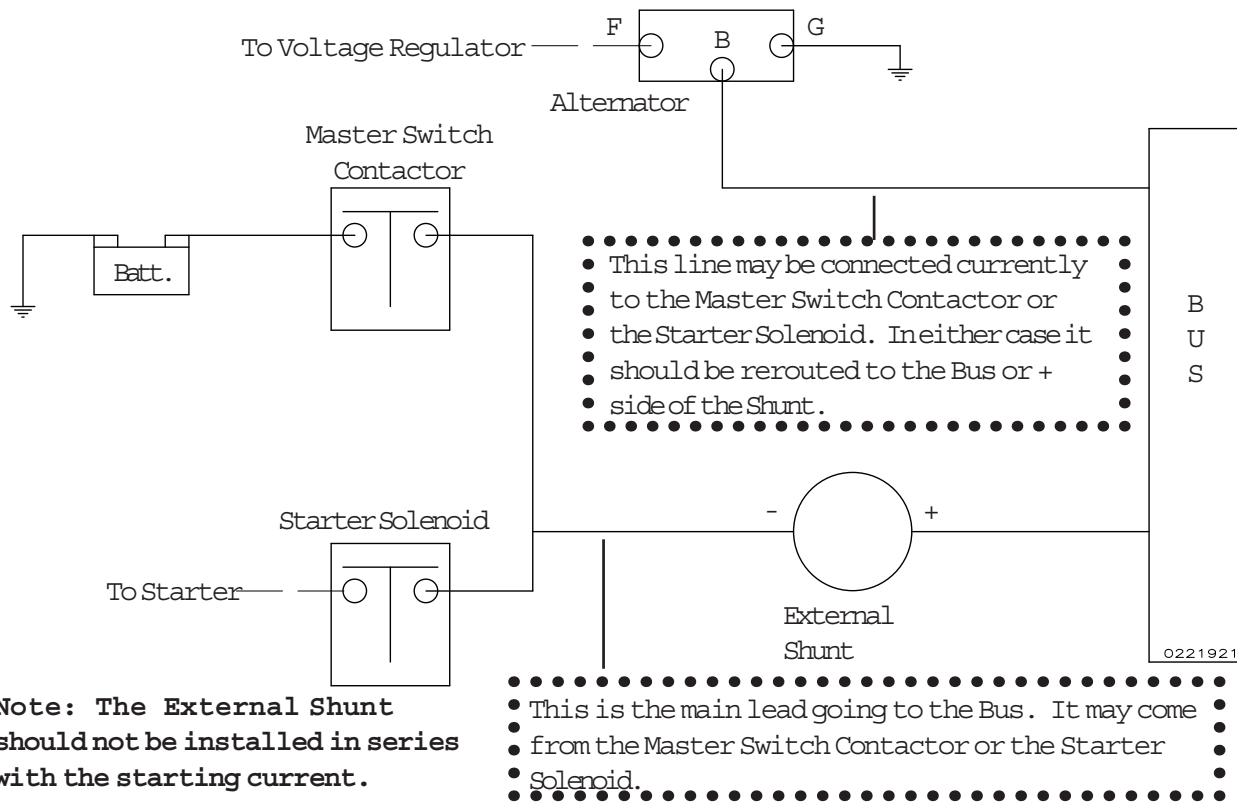 F
B
G
To Voltage Regulator
Alternator
Master Switch
Contactor
Batt.
This line may be connected currently
to the Master Switch Contactor or
the Starter Solenoid. In either case it
should be rerouted to the Bus or +
side of the Shunt.
B
U
S
- +
Starter Solenoid
To Starter
External
Shunt
0221921
Note: The External Shunt
should not be installed in series
with the starting current.
This is the main lead going to the Bus. It may come
from the Master Switch Contactor or the Starter
Solenoid.